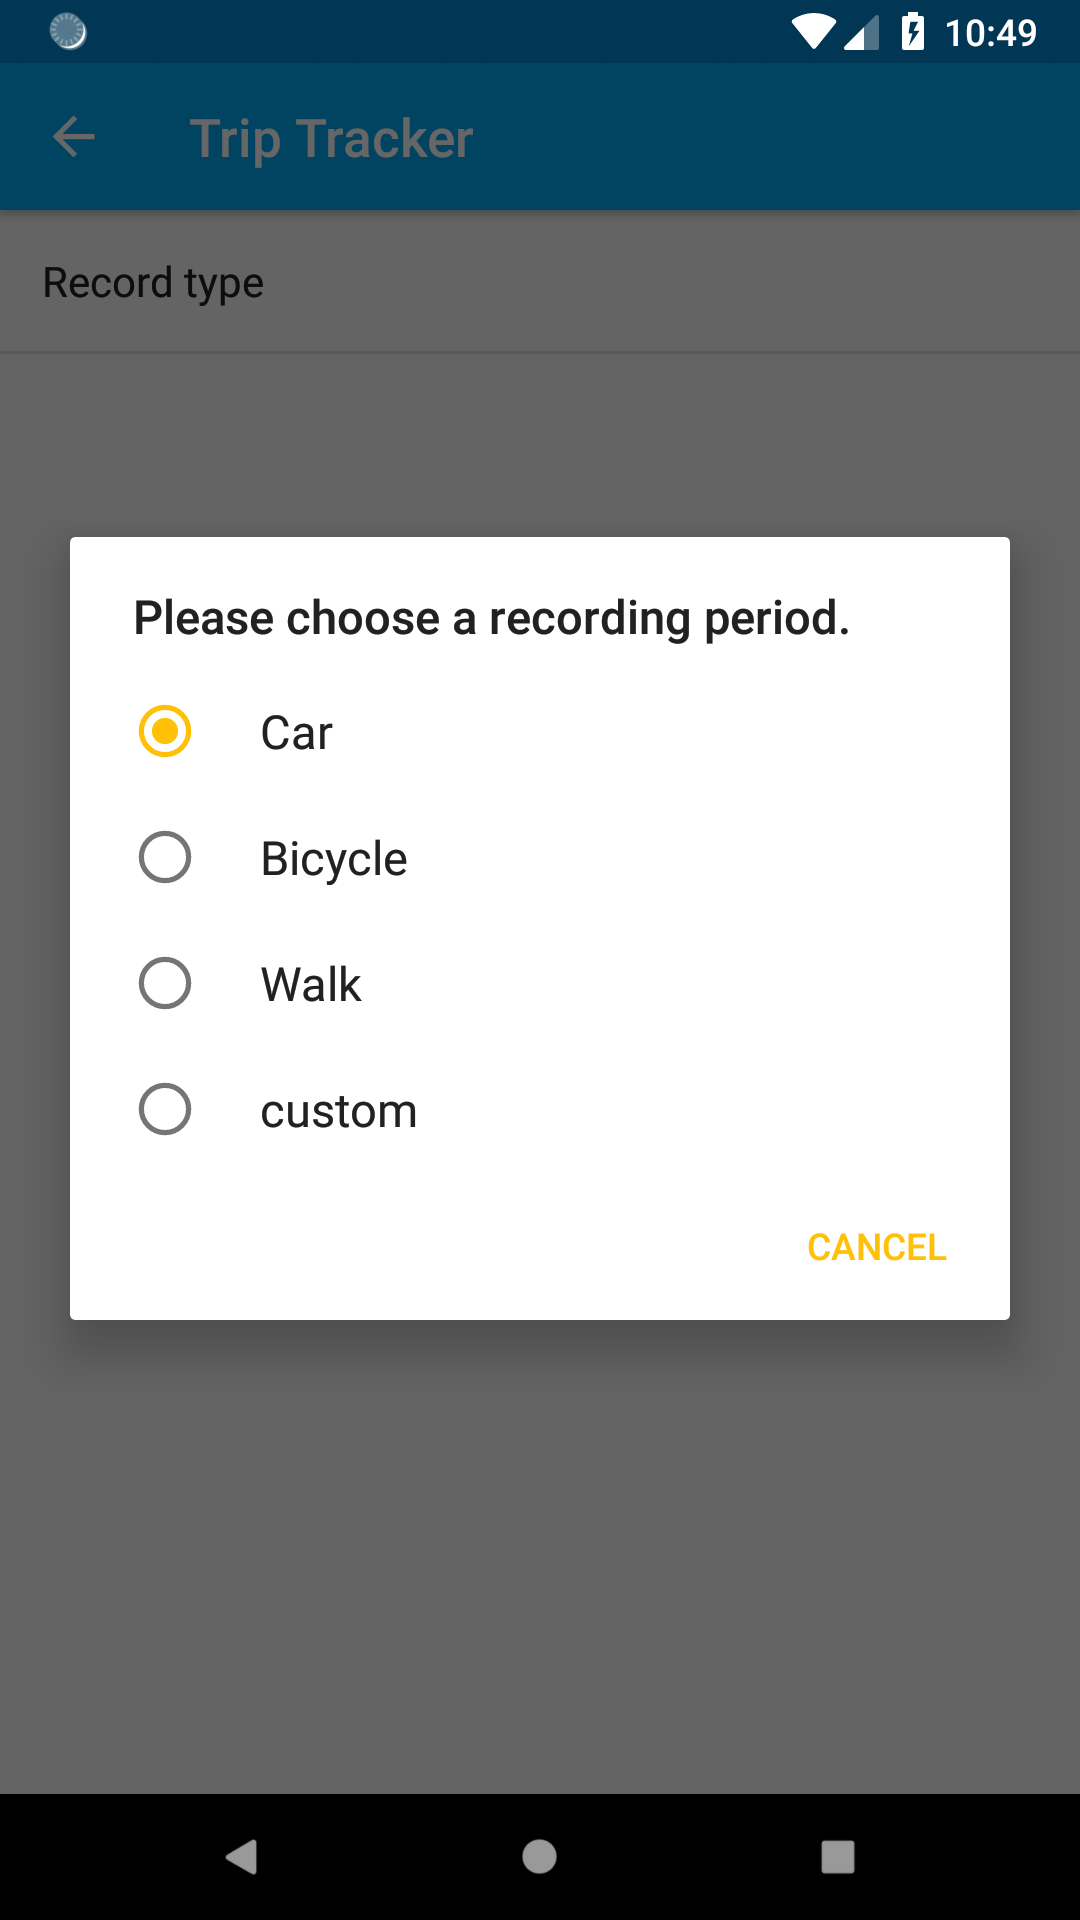 10:49
Trip Tracker
Record type
Please choose a recording period.
Car
Bicycle
Walk
custom
CANCEL